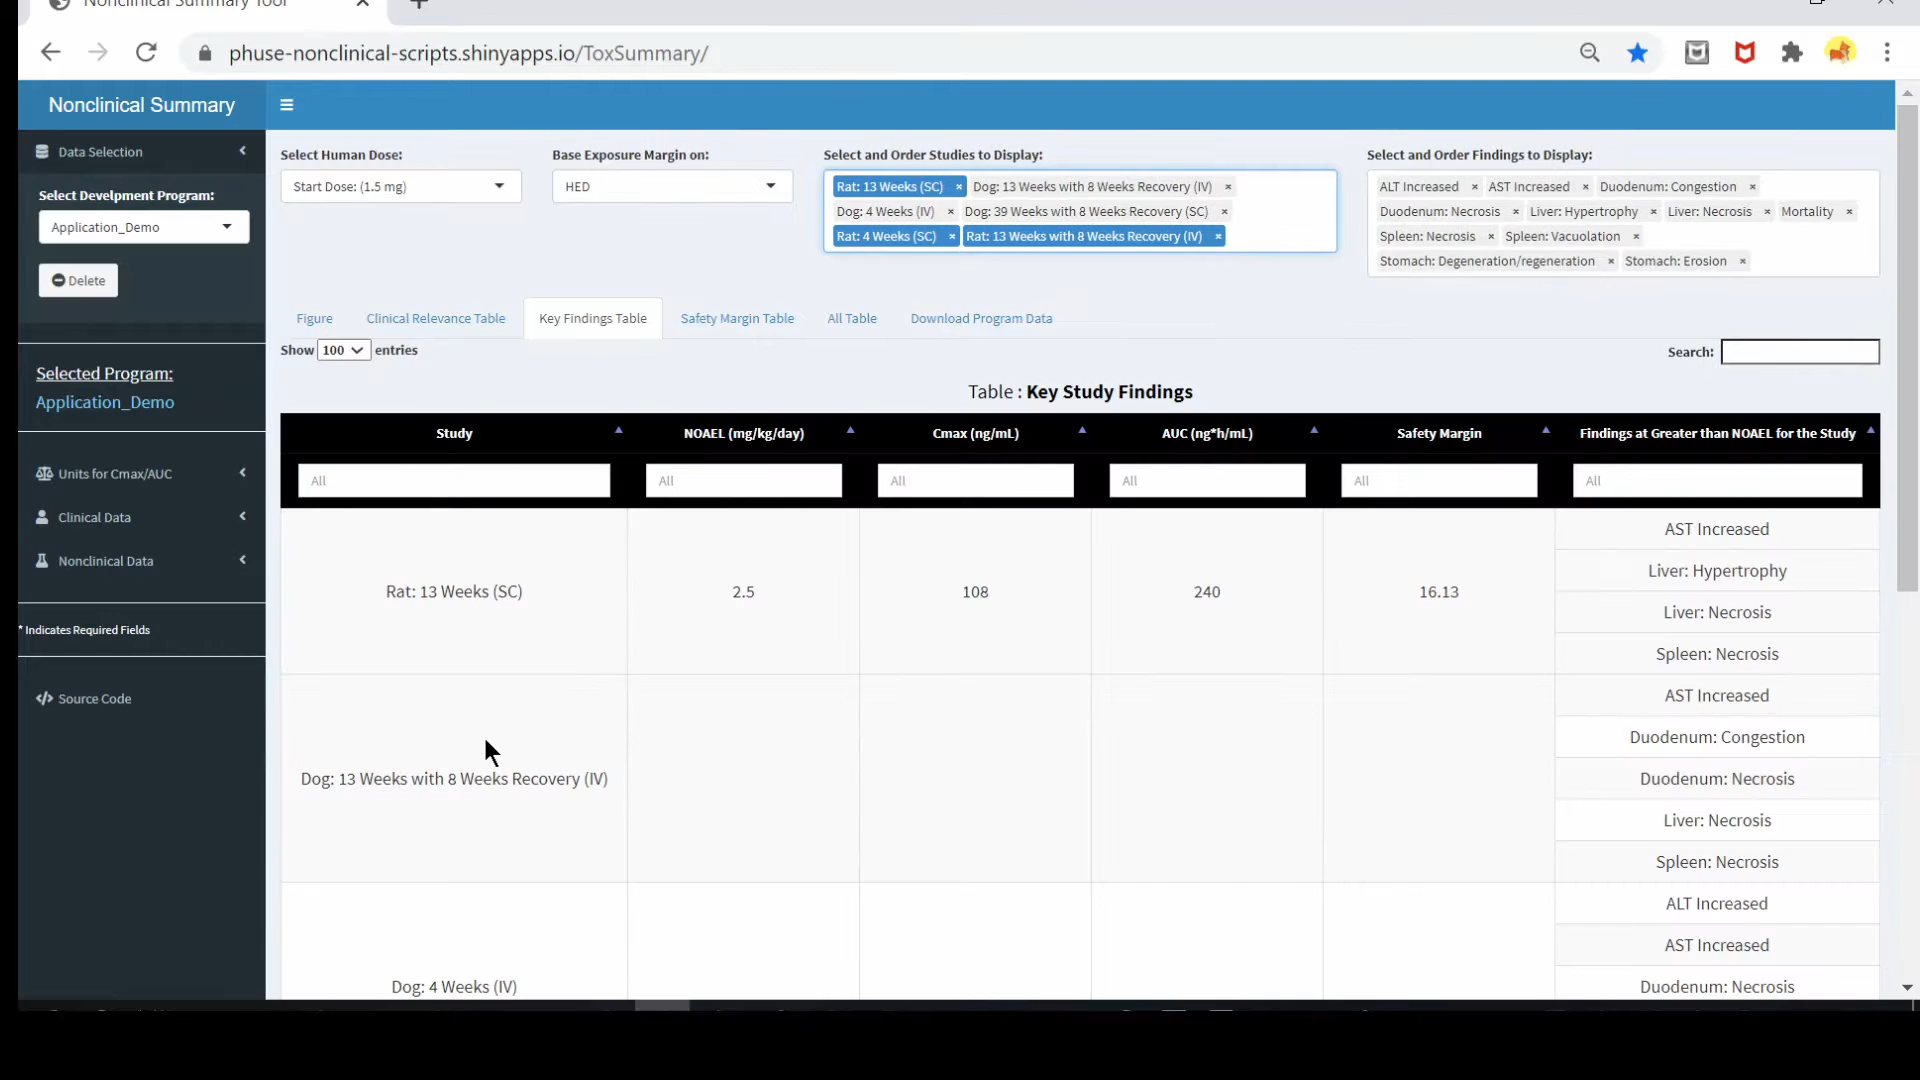 Nonclinical Summary Tool
phuse-nonclinical-scripts.shinyapps.io/ToxSummary/
Nonclinical Summary
Data Selection
Select Develpment Program:
Application_Demo
Delete
Selected Program:
Application_Demo
Units for Cmax/AUC
Clinical Data
Nonclinical Data
* Indicates Required Fields
Source Code
Select Human Dose:
Start Dose: (1.5 mg)
Base Exposure Margin on:
HED
Select and Order Studies to Display:
Rat: 13 Weeks (SC) × Dog: 13 Weeks with 8 Weeks Recovery (IV) ×
Dog: 4 Weeks (IV) × Dog: 39 Weeks with 8 Weeks Recovery (SC) ×
Rat: 4 Weeks (SC) × Rat: 13 Weeks with 8 Weeks Recovery (IV) ×
Select and Order Findings to Display:
ALT Increased × AST Increased × Duodenum: Congestion ×
Duodenum: Necrosis × Liver: Hypertrophy × Liver: Necrosis × Mortality ×
Spleen: Necrosis × Spleen: Vacuolation ×
Stomach: Degeneration/regeneration × Stomach: Erosion ×
Figure Clinical Relevance Table Key Findings Table Safety Margin Table All Table Download Program Data
Show 100 entries
Search:
Table : Key Study Findings
Study NOAEL (mg/kg/day) Cmax (ng/mL) AUC (ng*h/mL) Safety Margin Findings at Greater than NOAEL for the Study
All All All All All All
Rat: 13 Weeks (SC) 2.5 108 240 16.13
AST Increased
Liver: Hypertrophy
Liver: Necrosis
Spleen: Necrosis
Dog: 13 Weeks with 8 Weeks Recovery (IV)
AST Increased
Duodenum: Congestion
Duodenum: Necrosis
Liver: Necrosis
Spleen: Necrosis
Dog: 4 Weeks (IV)
ALT Increased
AST Increased
Duodenum: Necrosis